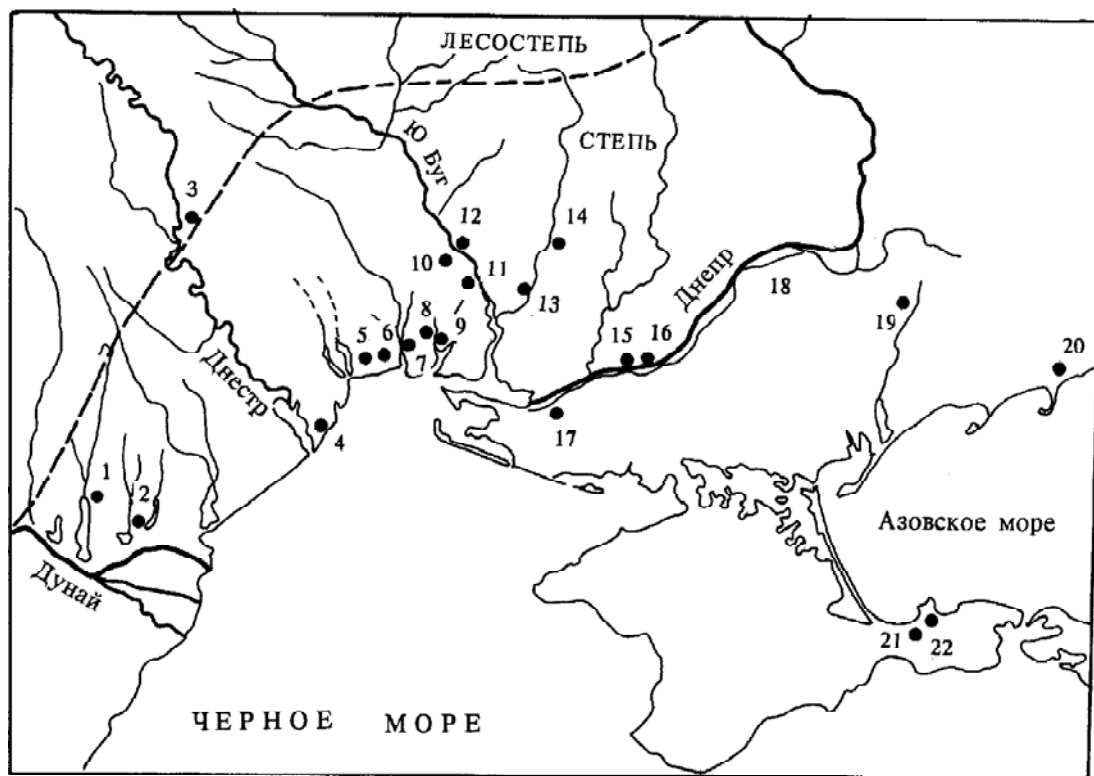 ЛЕСОСТЕПЬ
Ю Буг
СТЕПЬ
3
12
14
10
11
Днепр
18
13
19
8
9
5
6
15
16
7
20
Днестр
17
4
1
2
Азовское море
Дунай
21
22
ЧЕРНОЕ МОРЕ